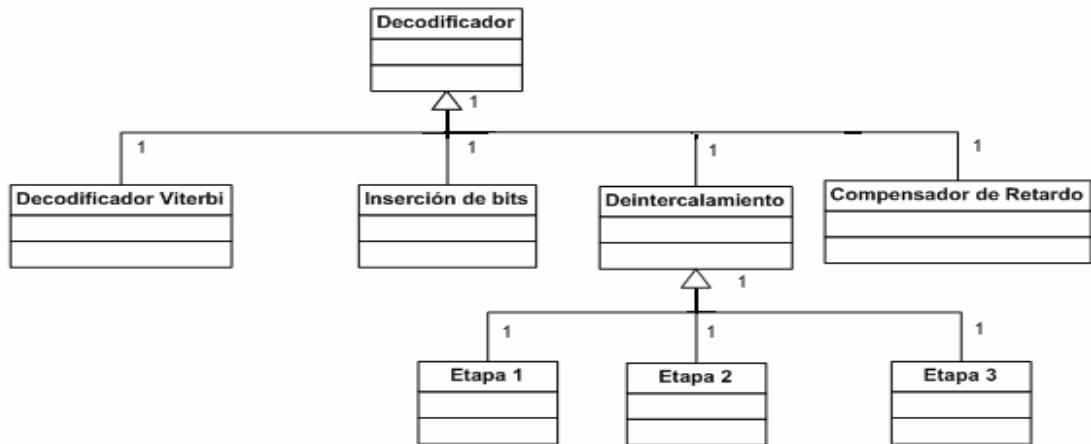 Decodificador
1
1
1
1
1
Decodificador Viterbi
Inserción de bits
Deintercalamiento
Compensador de Retardo
1
1
1
1
Etapa 1
Etapa 2
Etapa 3